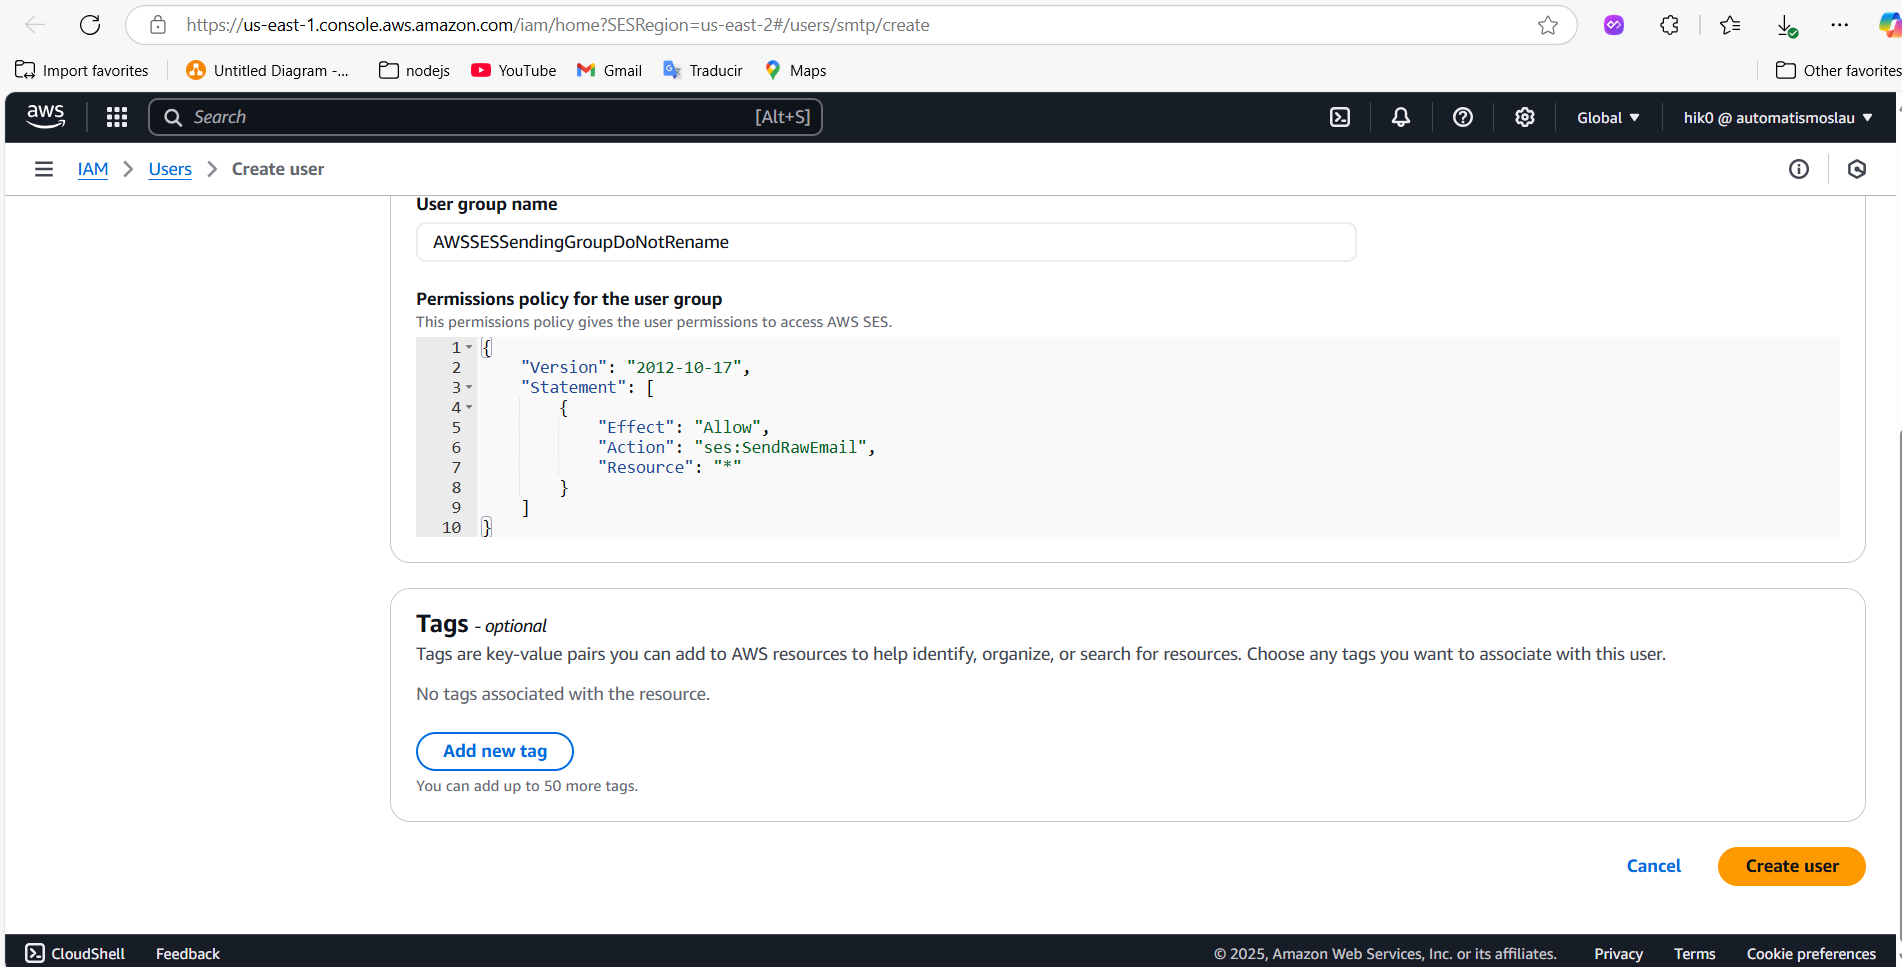 https://us-east-1.console.aws.amazon.com/iam/home?SESRegion=us-east-2#/users/smtp/create
Import favorites
Untitled Diagram -...
nodejs
YouTube
Gmail
Traducir
Maps
Other favorites
aws
Search
[Alt+S]
Global
hik0 @ automatismoslau
IAM
Users
Create user
User group name
AWSSESSendingGroupDoNotRename
Permissions policy for the user group
This permissions policy gives the user permissions to access AWS SES.
1 {
2 "Version": "2012-10-17",
3 "Statement": [
4 {
5 "Effect": "Allow",
6 "Action": "ses:SendRawEmail",
7 "Resource": "*"
8 }
9 ]
10 }
Tags - optional
Tags are key-value pairs you can add to AWS resources to help identify, organize, or search for resources. Choose any tags you want to associate with this user.
No tags associated with the resource.
Add new tag
You can add up to 50 more tags.
Cancel
Create user
CloudShell
Feedback
© 2025, Amazon Web Services, Inc. or its affiliates.
Privacy
Terms
Cookie preferences